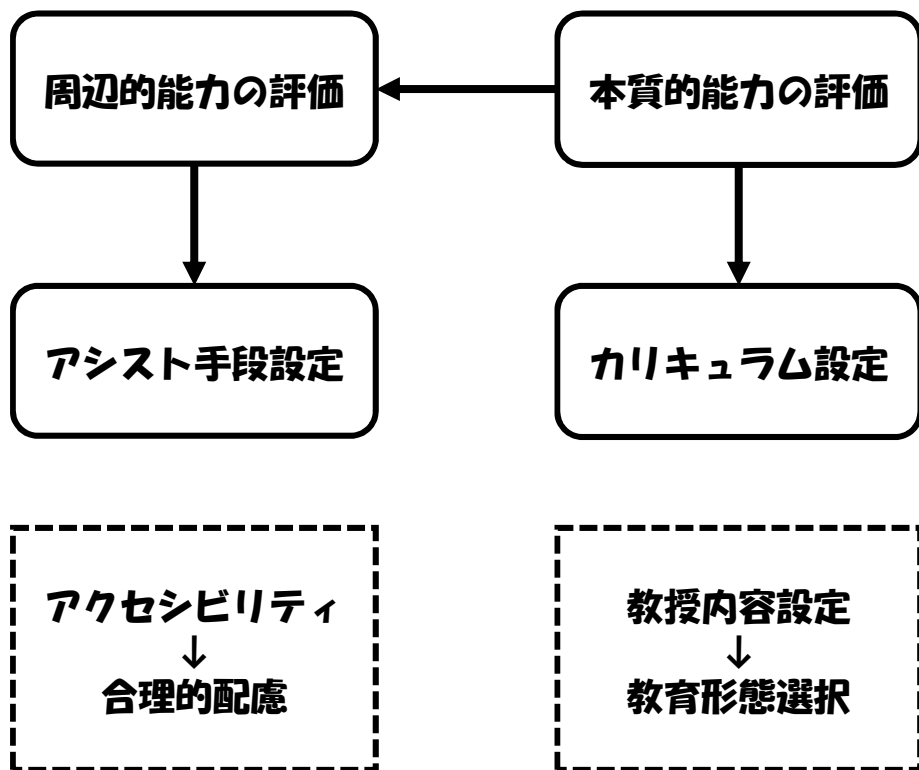 周辺的能力の評価
本質的能力の評価
アシスト手段設定
カリキュラム設定
アクセシビリティ
↓
合理的配慮
教授内容設定
↓
教育形態選択